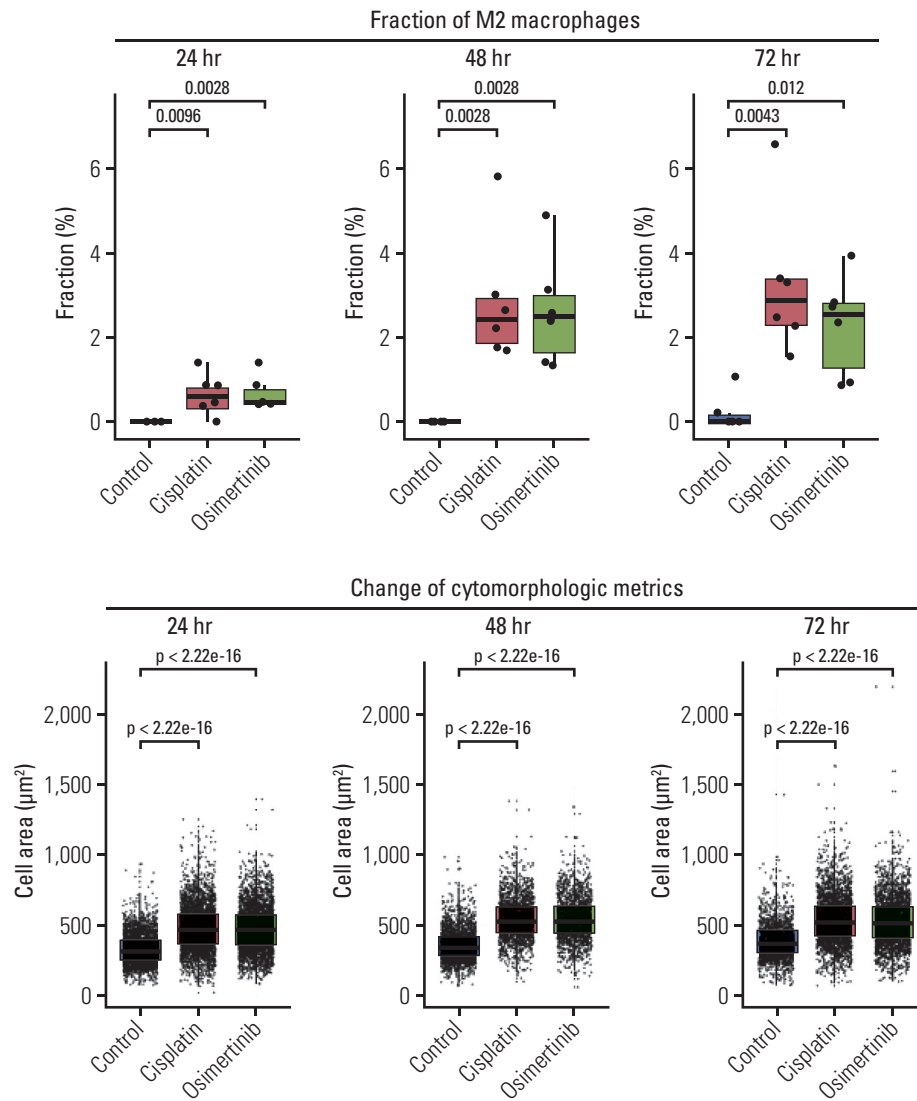 Fraction of M2 macrophages
24 hr 48 hr 72 hr
0.0028 0.0028 0.012
0.0096 0.0028 0.0043
Fraction (%) Fraction (%) Fraction (%)
6 6 6
4 4 4
2 2 2
0 0 0
Control Cisplatin Osimertinib Control Cisplatin Osimertinib Control Cisplatin Osimertinib
Change of cytomorphologic metrics
24 hr 48 hr 72 hr
p < 2.22e-16 p < 2.22e-16 p < 2.22e-16
p < 2.22e-16 p < 2.22e-16 p < 2.22e-16
Cell area (µm²) Cell area (µm²) Cell area (µm²)
2,000 2,000 2,000
1,500 1,500 1,500
1,000 1,000 1,000
500 500 500
0 0 0
Control Cisplatin Osimertinib Control Cisplatin Osimertinib Control Cisplatin Osimertinib